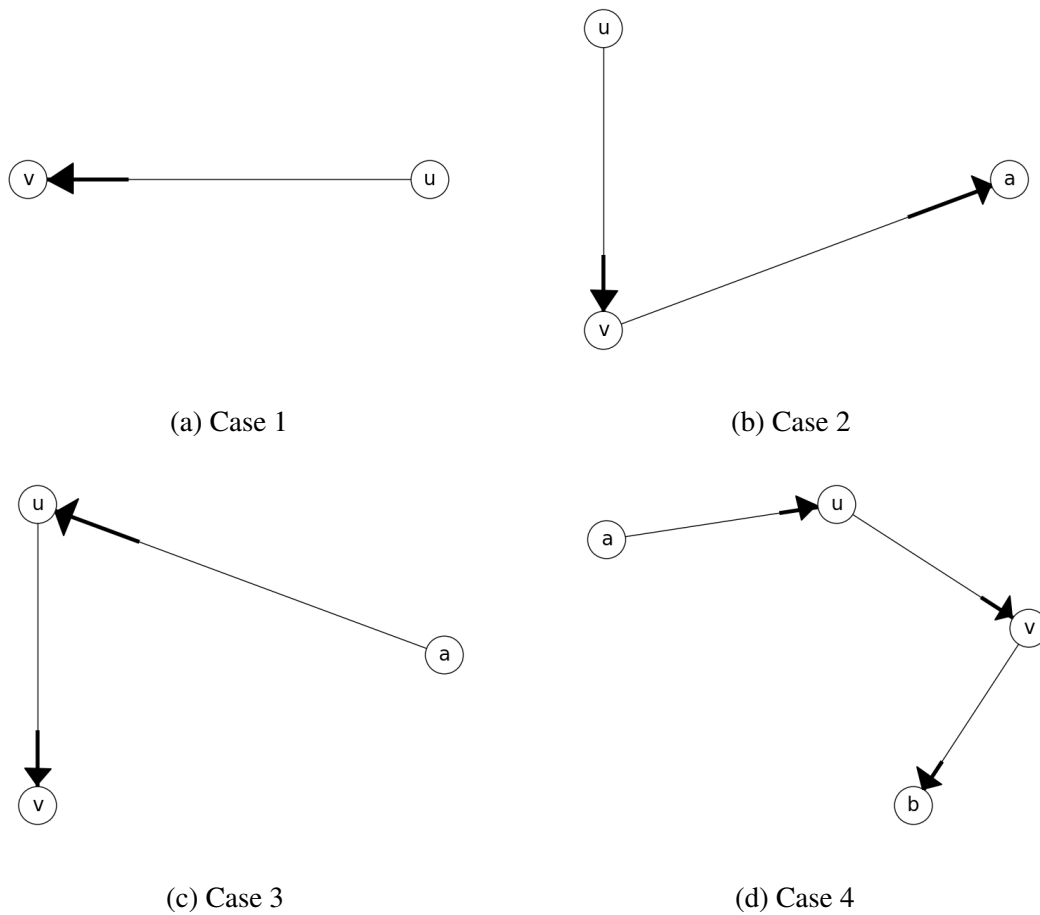 u
v u a
v
(a) Case 1 (b) Case 2
u a u
v
a
v b
(c) Case 3 (d) Case 4